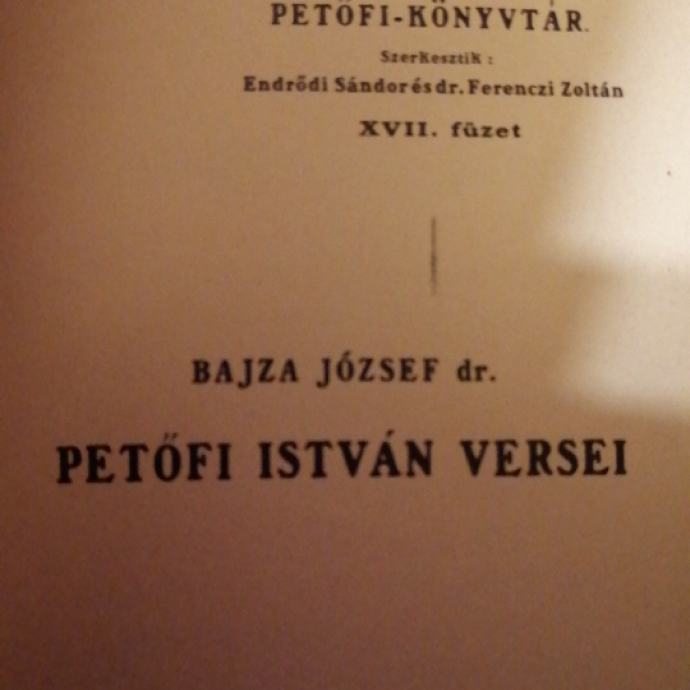 PETŐFI-KÖNYVTÁR.
Szerkesztik :
Endrődi Sándor és dr. Ferenczi Zoltán
XVII. füzet
BAJZA JÓZSEF dr.
PETŐFI ISTVÁN VERSEI